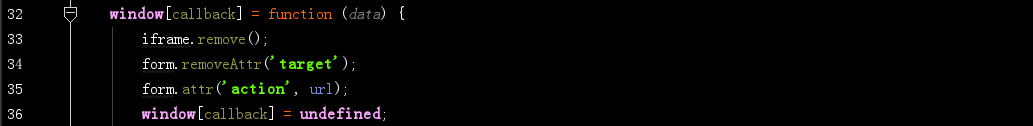 32 window[callback] = function (data) {
33 iframe.remove();
34 form.removeAttr('target');
35 form.attr('action', url);
36 window[callback] = undefined;